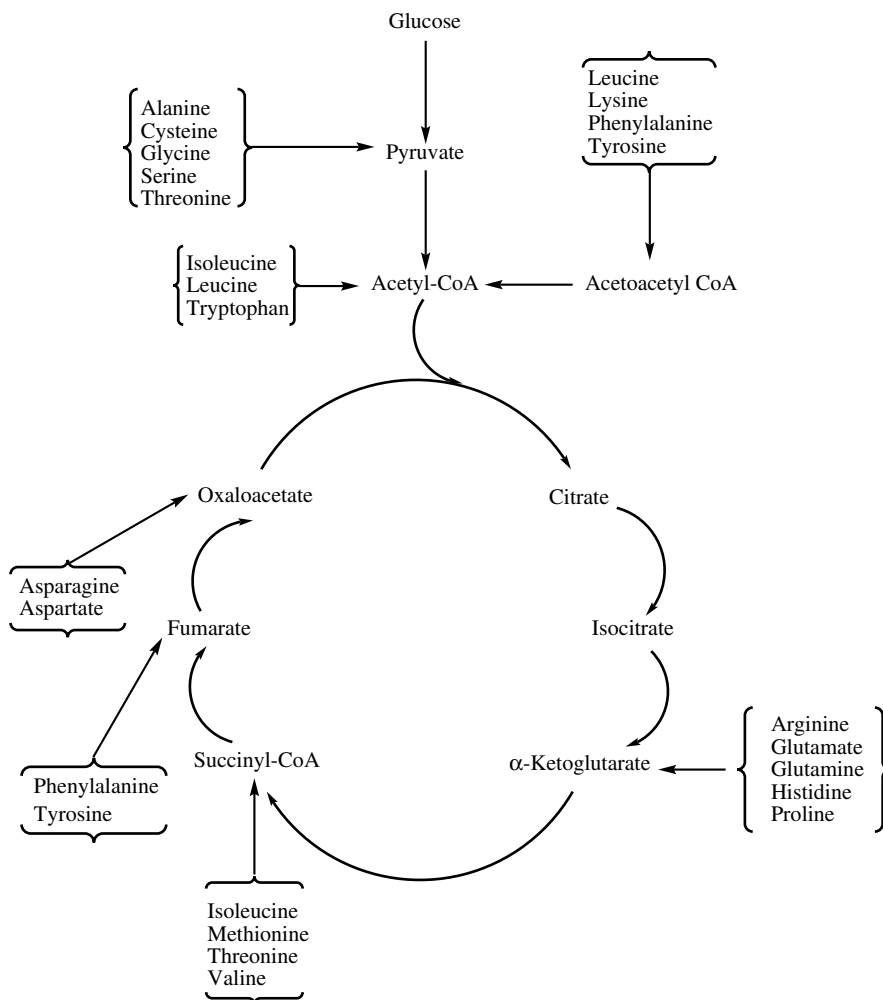 Glucose
Alanine
Cysteine
Glycine
Serine
Threonine
Pyruvate
Leucine
Lysine
Phenylalanine
Tyrosine
Isoleucine
Leucine
Tryptophan
Acetyl-CoA
Acetoacetyl CoA
Oxaloacetate
Citrate
Asparagine
Aspartate
Fumarate
Isocitrate
Phenylalanine
Tyrosine
Succinyl-CoA
α-Ketoglutarate
Arginine
Glutamate
Glutamine
Histidine
Proline
Isoleucine
Methionine
Threonine
Valine